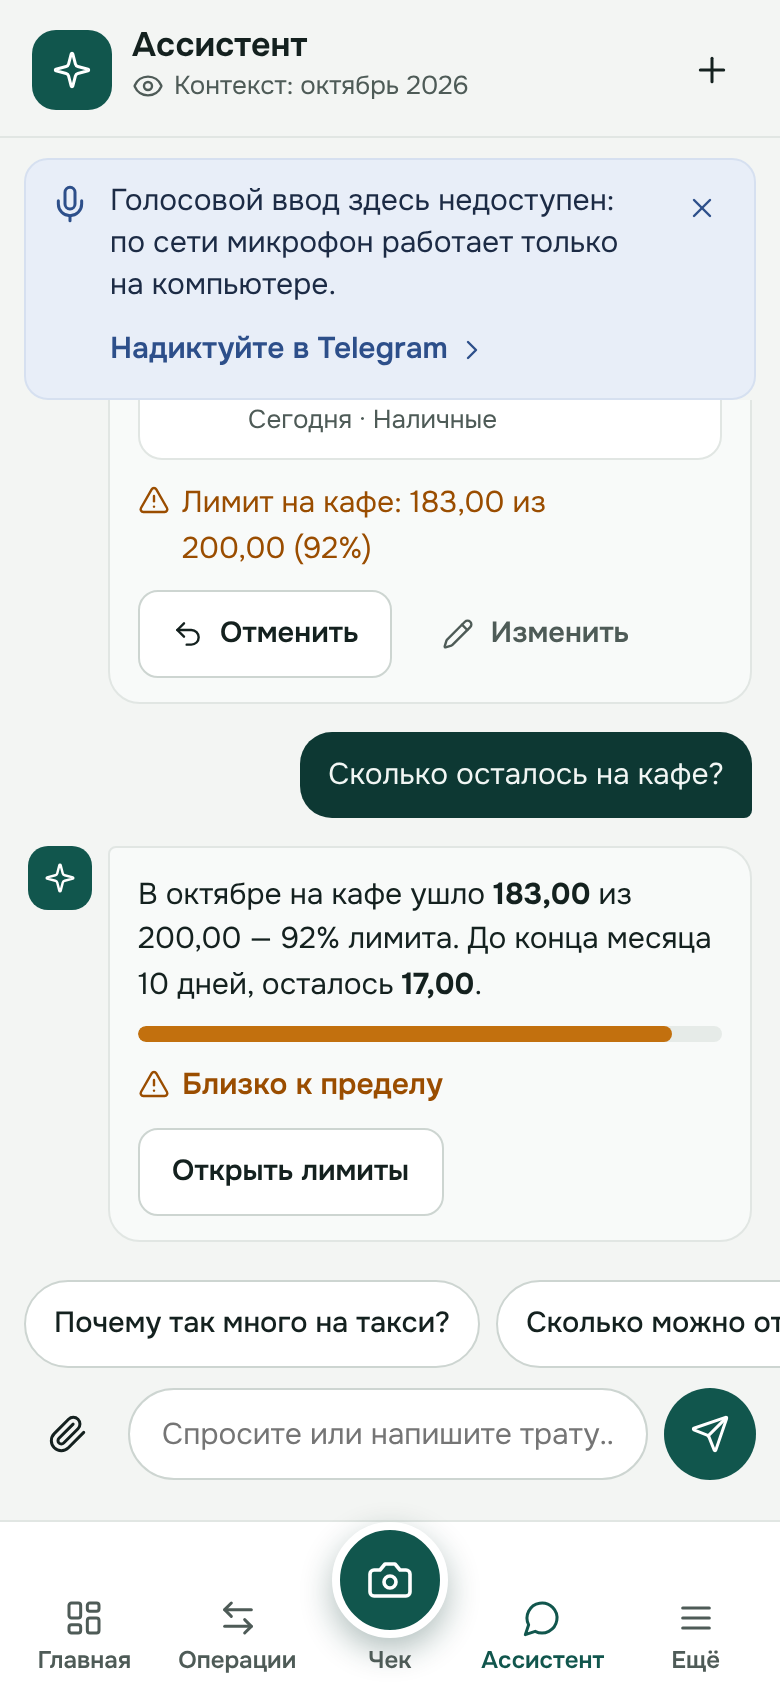 Ассистент
Контекст: октябрь 2026
Голосовой ввод здесь недоступен:
по сети микрофон работает только
на компьютере.
Надиктуйте в Telegram
Сегодня · Наличные
Лимит на кафе: 183,00 из
200,00 (92%)
Отменить
Изменить
Сколько осталось на кафе?
В октябре на кафе ушло 183,00 из
200,00 — 92% лимита. До конца месяца
10 дней, осталось 17,00.
Близко к пределу
Открыть лимиты
Почему так много на такси?
Сколько можно от
Спросите или напишите трату..
Главная
Операции
Чек
Ассистент
Ещё